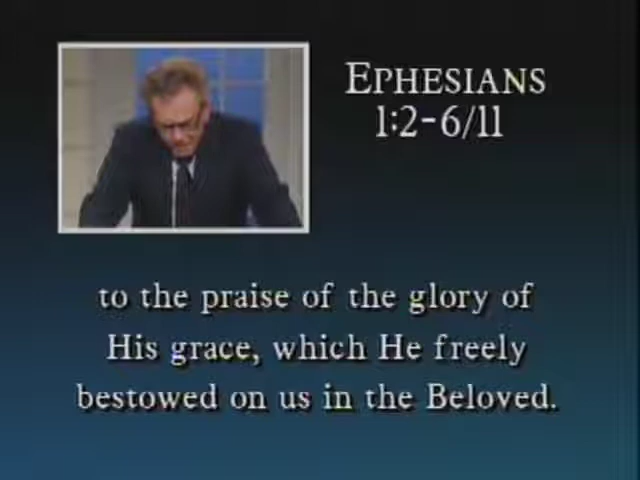 EPHESIANS
1:2-6/11
to the praise of the glory of
His grace, which He freely
bestowed on us in the Beloved.